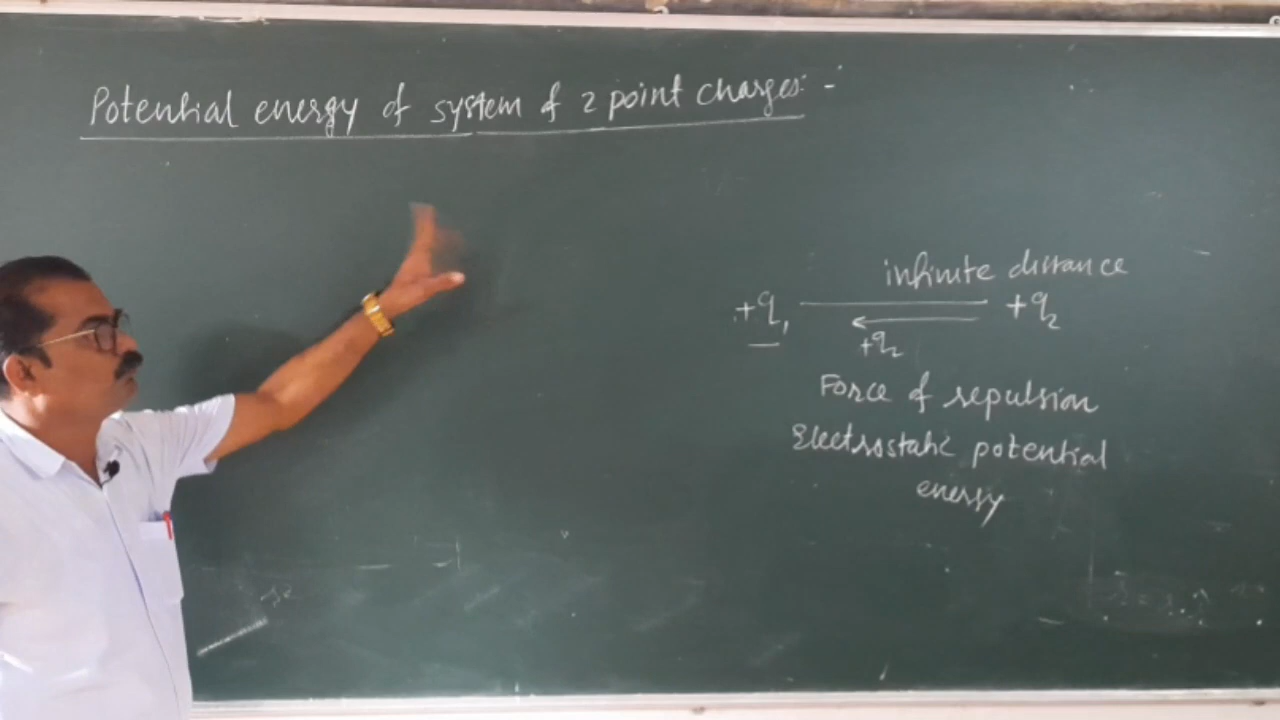 Potential energy of system of 2 point charges: -
infinite distance
+q₁ +q₂
+q₂
Force of repulsion
Electrostatic potential
energy